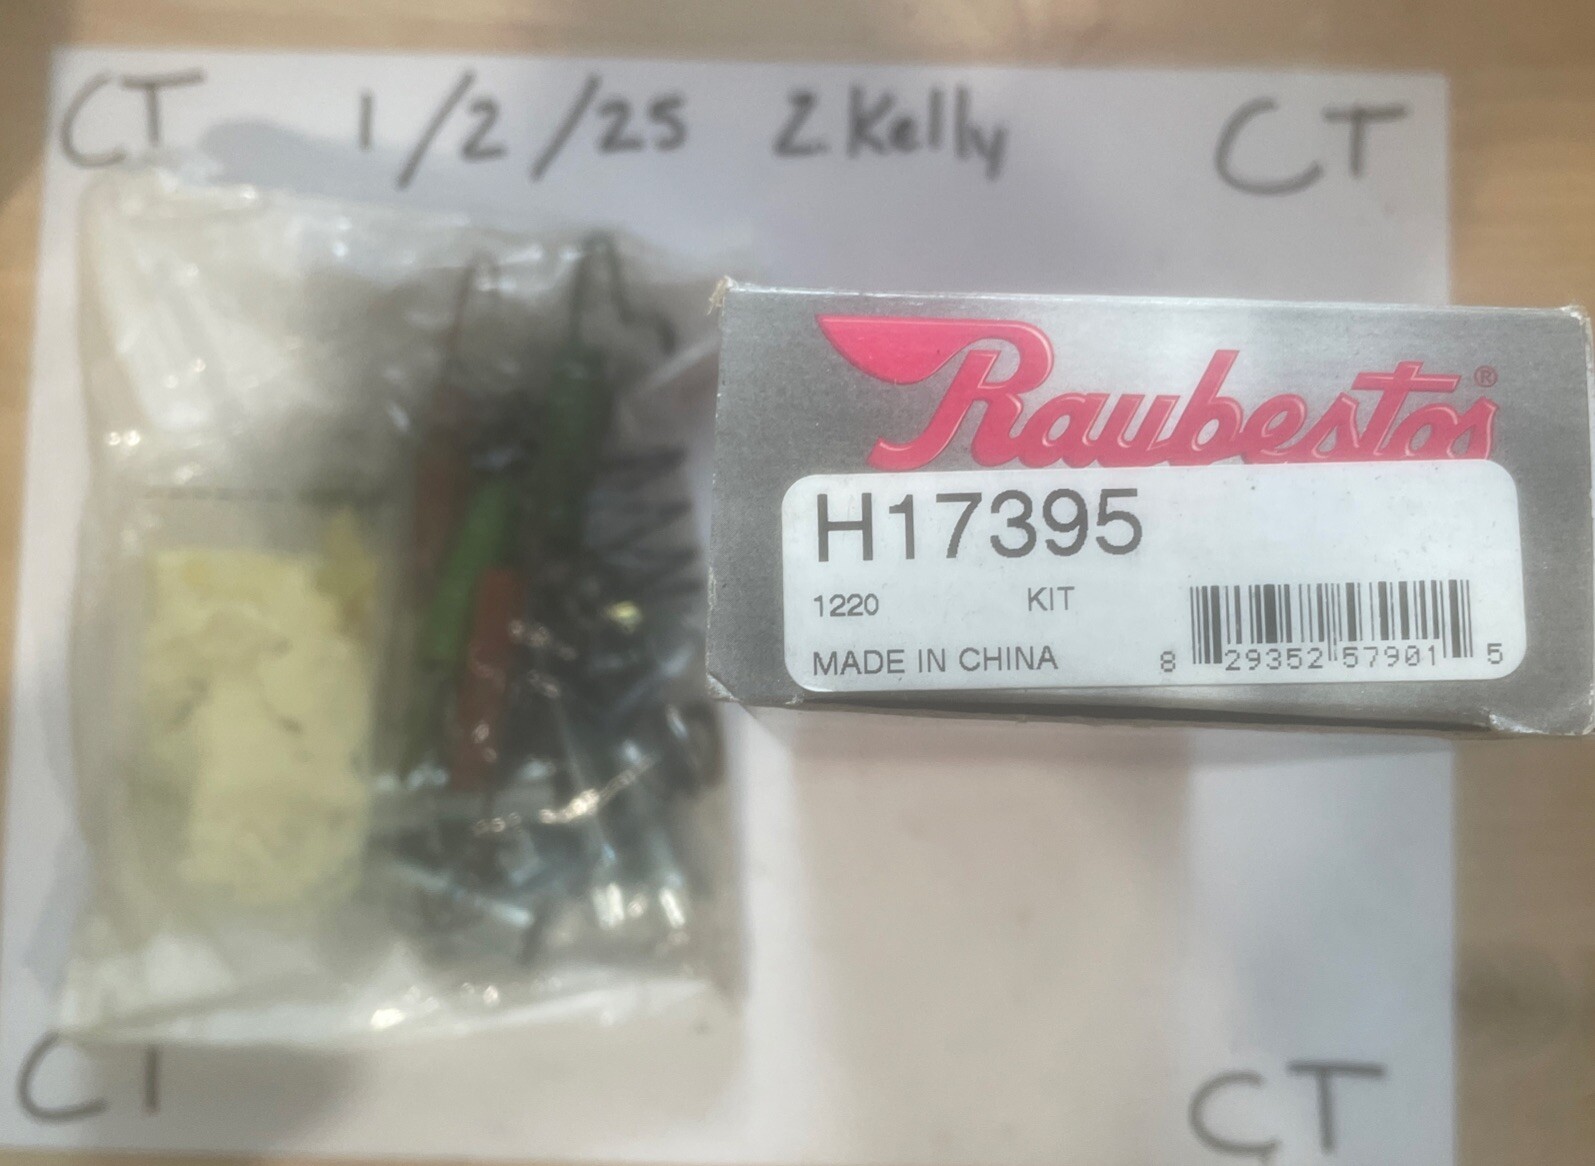 CT 1/2/25 Z Kelly CT
Raybestos®
H17395
1220 KIT
MADE IN CHINA
8 29352 57901 5
CT CT